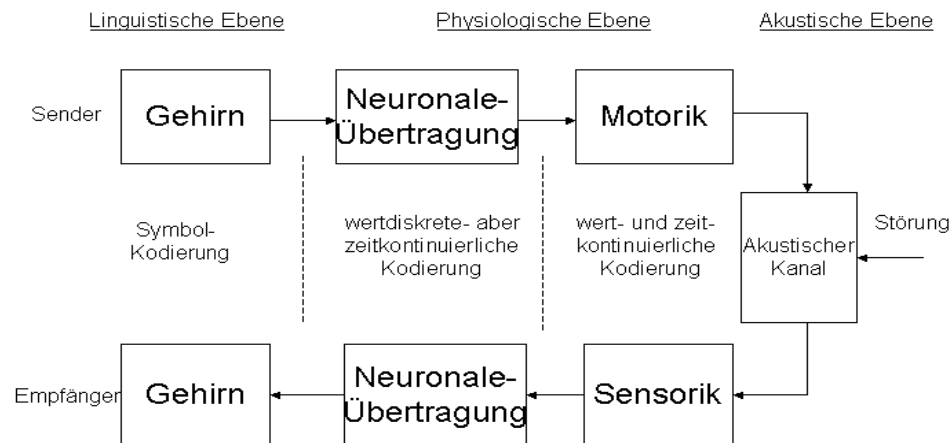 Linguistische Ebene
Physiologische Ebene
Akustische Ebene
Sender
Gehirn
Neuronale-
Übertragung
Motorik
Symbol-
Kodierung
wertdiskrete- aber
zeitkontinuierliche
Kodierung
wert- und zeit-
kontinuierliche
Kodierung
Akustischer
Kanal
Störung
Empfänger
Gehirn
Neuronale-
Übertragung
Sensorik